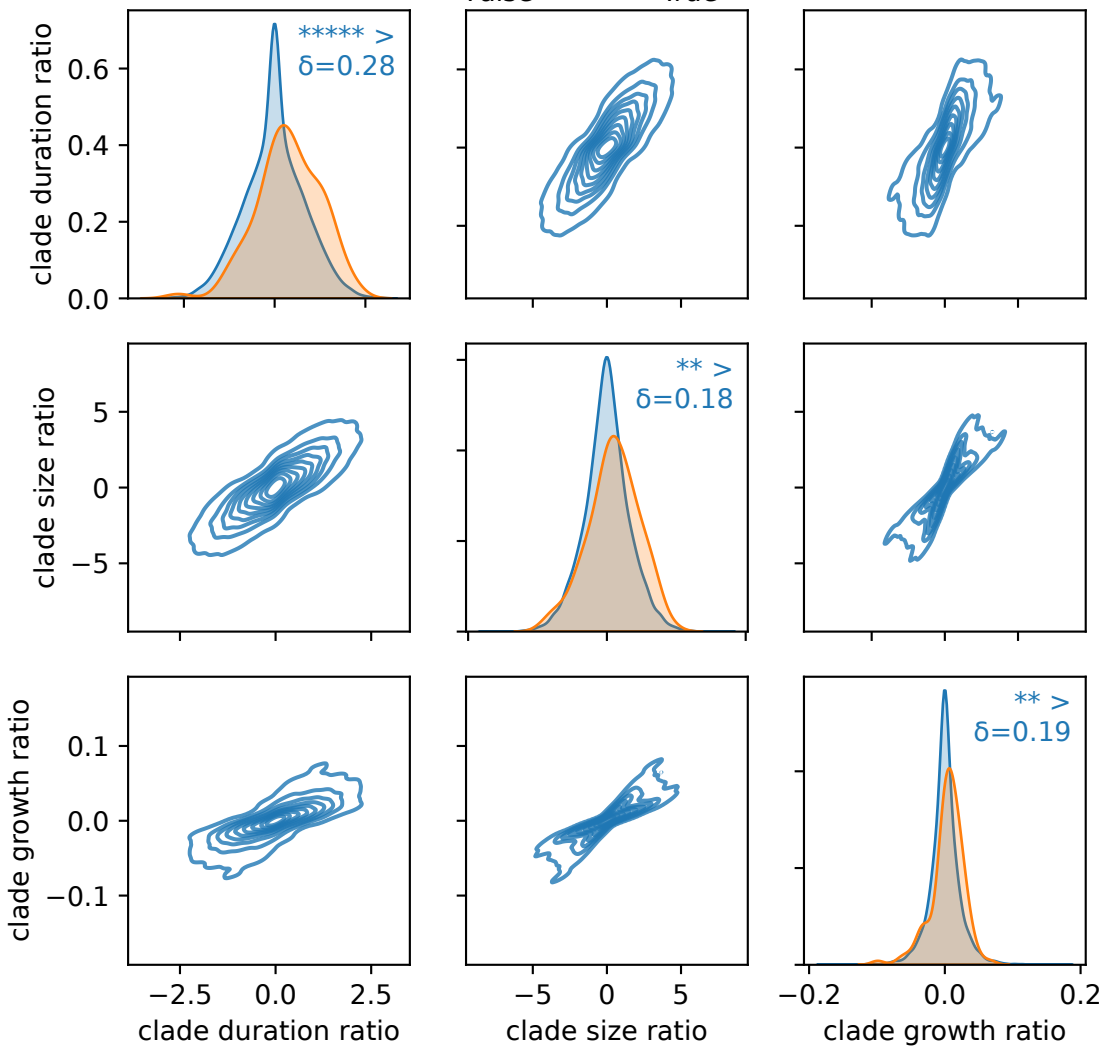 clade duration ratio
0.6
0.4
0.2
0.0
***** >
δ=0.28
clade size ratio
5
0
−5
** >
δ=0.18
clade growth ratio
0.1
0.0
−0.1
** >
δ=0.19
−2.5 0.0 2.5
−5 0 5
−0.2 0.0 0.2
clade duration ratio
clade size ratio
clade growth ratio